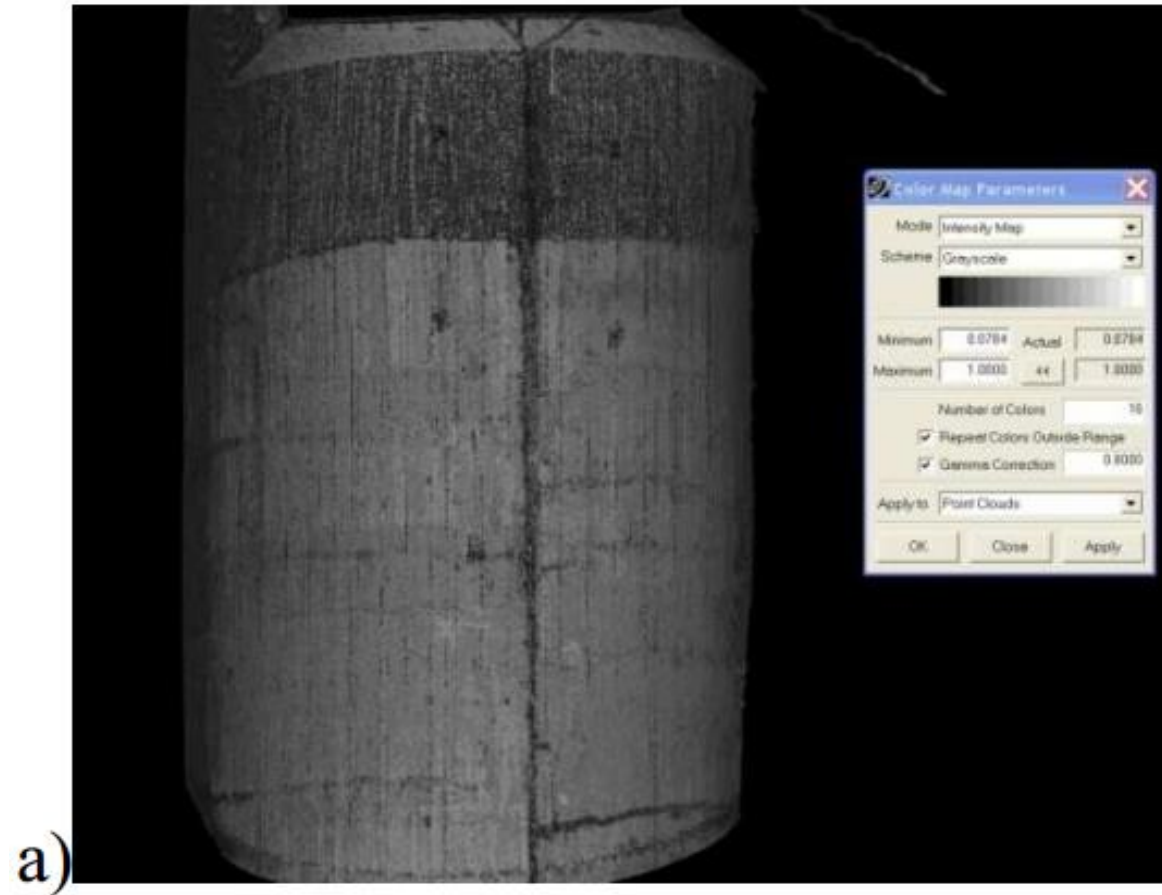 Color Map Parameters
Mode Intensity Map
Scheme Grayscale
Minimum 0.0784 Actual 0.0784
Maximum 1.0000 << 1.0000
Number of Colors 16
Repeat Colors Outside Range
Gamma Correction 0.8000
Apply to Point Clouds
OK Close Apply
a)